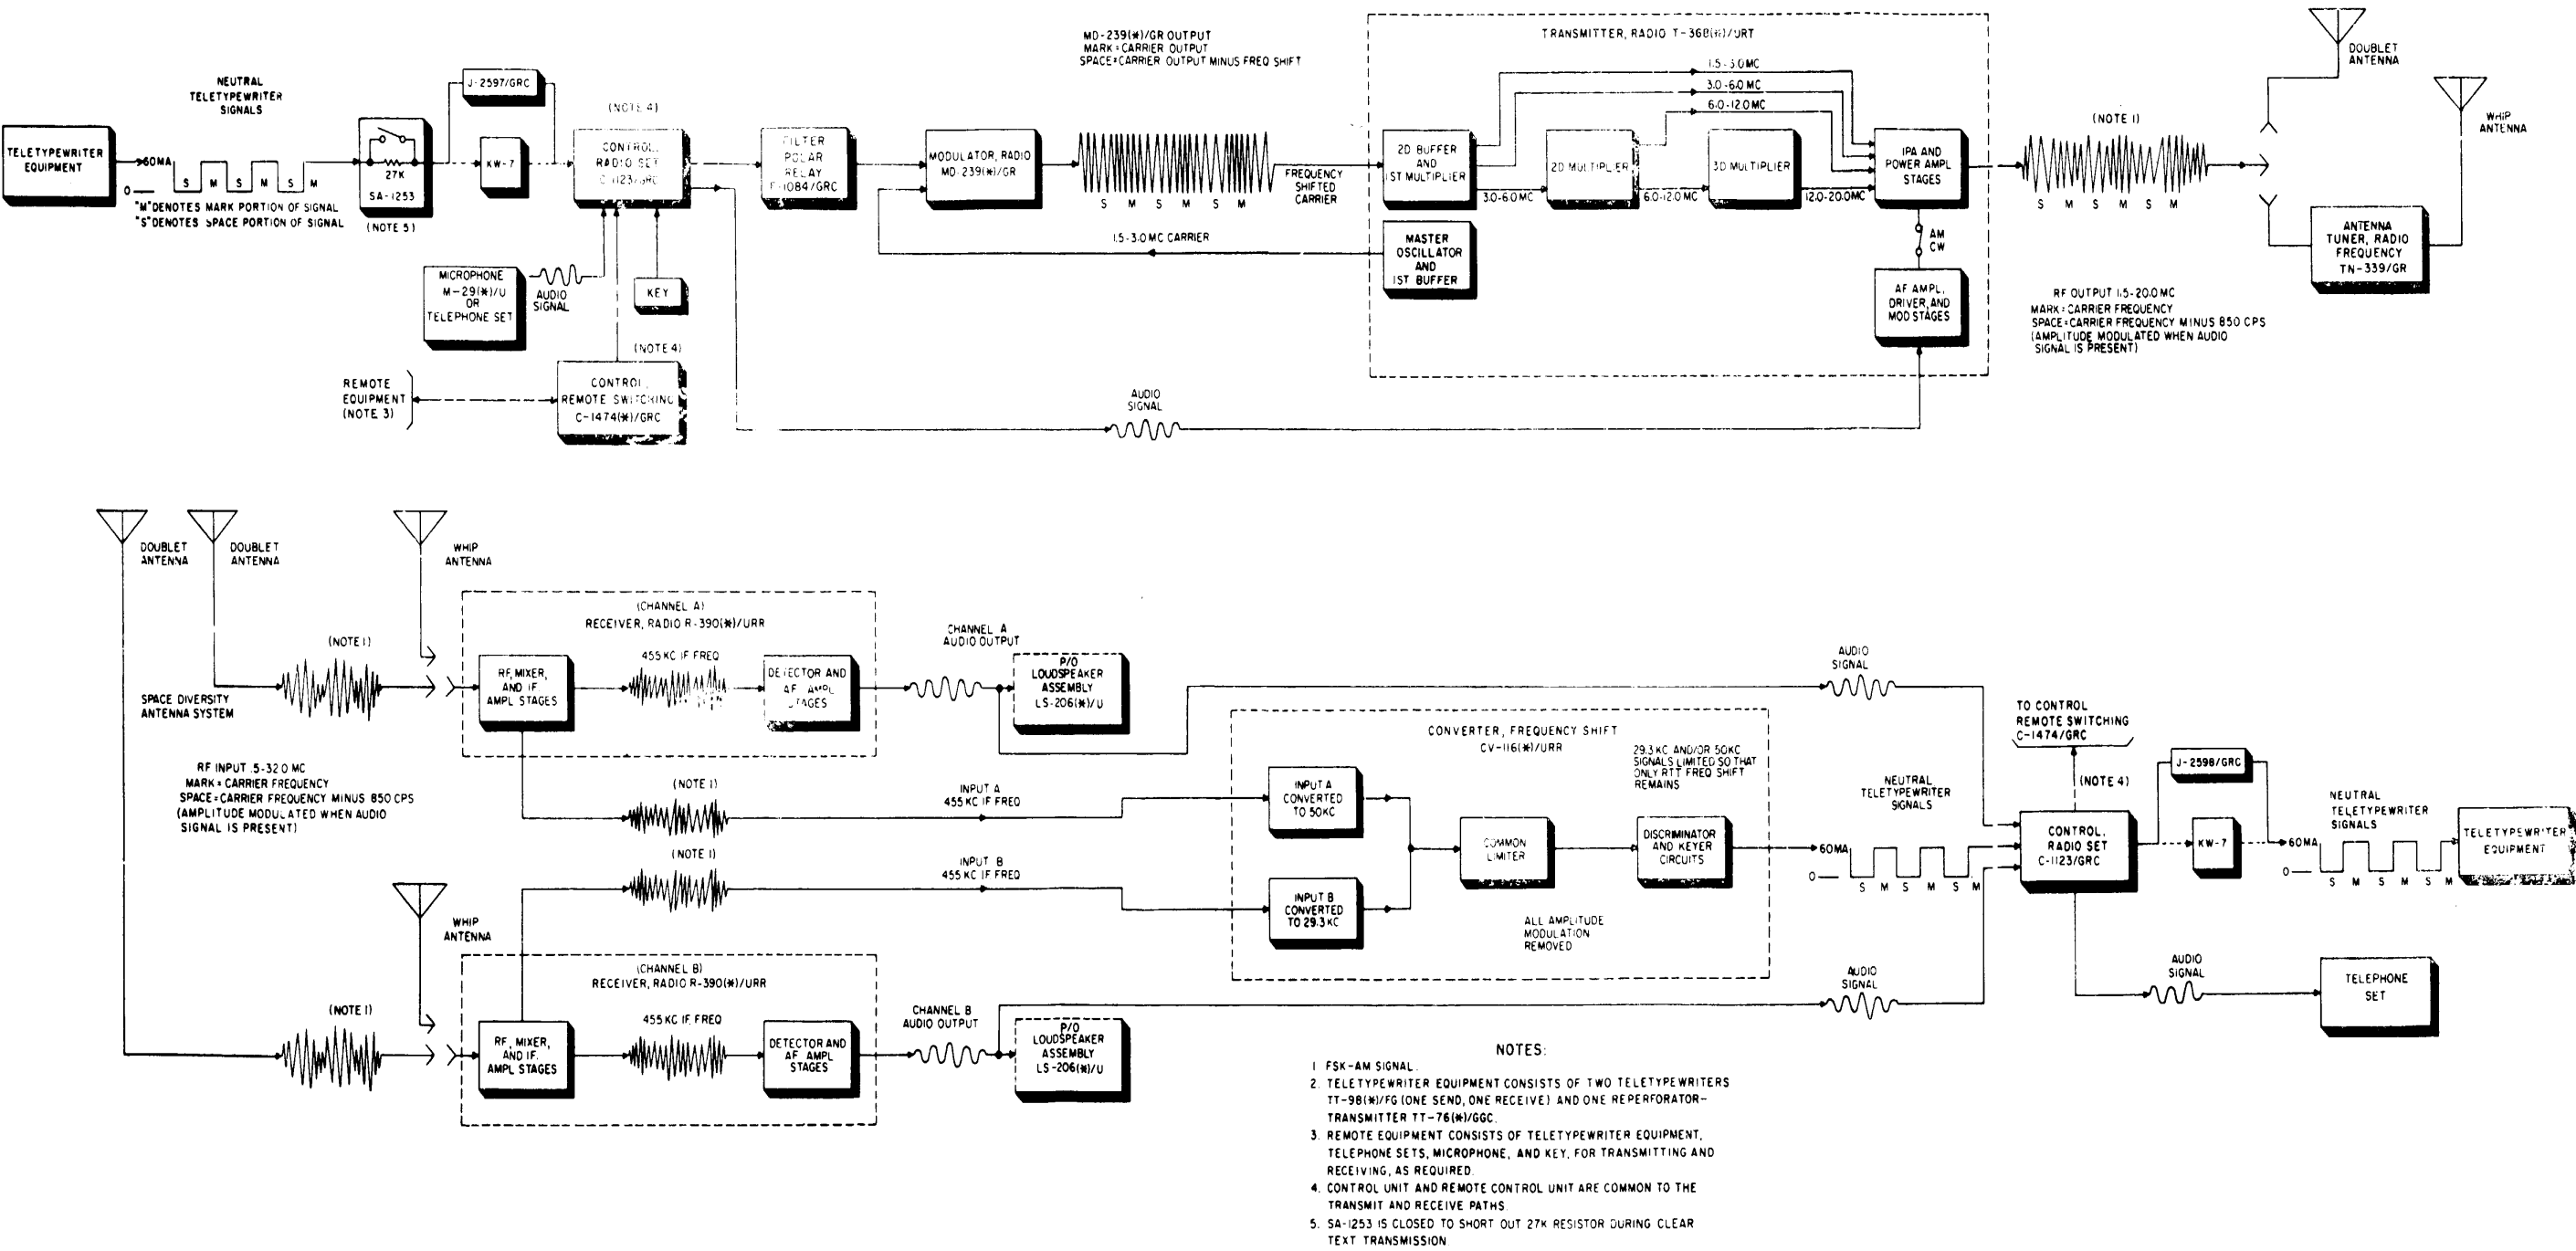 NEUTRAL
TELETYPEWRITER
SIGNALS
TELETYPEWRITER
EQUIPMENT
60MA
0
S M S M S M
"M" DENOTES MARK PORTION OF SIGNAL
"S" DENOTES SPACE PORTION OF SIGNAL
27K
SA-1253
(NOTE 5)
J-2597/GRC
KW-7
(NOTE 4)
CONTROL,
RADIO SET
C-1123/GRC
MICROPHONE
M-29(*)/U
OR
TELEPHONE SET
AUDIO
SIGNAL
KEY
(NOTE 4)
REMOTE
EQUIPMENT
(NOTE 3)
CONTROL,
REMOTE SWITCHING
C-1474(*)/GRC
FILTER
POLAR
RELAY
F-1084/GRC
MODULATOR, RADIO
MD-239(*)/GR
MD-239(*)/GR OUTPUT
MARK=CARRIER OUTPUT
SPACE=CARRIER OUTPUT MINUS FREQ SHIFT
S M S M S M
FREQUENCY
SHIFTED
CARRIER
1.5-3.0 MC CARRIER
AUDIO
SIGNAL
TRANSMITTER, RADIO T-368(*)/URT
1.5-3.0 MC
3.0-6.0 MC
6.0-12.0 MC
2D BUFFER
AND
1ST MULTIPLIER
3.0-6.0 MC
2D MULTIPLIER
6.0-12.0 MC
3D MULTIPLIER
12.0-20.0 MC
IPA AND
POWER AMPL
STAGES
MASTER
OSCILLATOR
AND
1ST BUFFER
AM
CW
AF AMPL,
DRIVER, AND
MOD STAGES
(NOTE 1)
S M S M S M
RF OUTPUT 1.5-20.0 MC
MARK=CARRIER FREQUENCY
SPACE=CARRIER FREQUENCY MINUS 850 CPS
(AMPLITUDE MODULATED WHEN AUDIO
SIGNAL IS PRESENT)
DOUBLET
ANTENNA
WHIP
ANTENNA
ANTENNA
TUNER, RADIO
FREQUENCY
TN-339/GR
DOUBLET
ANTENNA
DOUBLET
ANTENNA
WHIP
ANTENNA
(NOTE 1)
SPACE DIVERSITY
ANTENNA SYSTEM
RF INPUT .5-32.0 MC
MARK=CARRIER FREQUENCY
SPACE=CARRIER FREQUENCY MINUS 850 CPS
(AMPLITUDE MODULATED WHEN AUDIO
SIGNAL IS PRESENT)
(CHANNEL A)
RECEIVER, RADIO R-390(*)/URR
RF, MIXER,
AND IF
AMPL STAGES
455 KC IF FREQ
DETECTOR AND
AF AMPL
STAGES
CHANNEL A
AUDIO OUTPUT
P/O
LOUDSPEAKER
ASSEMBLY
LS-206(*)/U
(NOTE 1)
INPUT A
455 KC IF FREQ
(NOTE 1)
INPUT B
455 KC IF FREQ
WHIP
ANTENNA
(NOTE 1)
(CHANNEL B)
RECEIVER, RADIO R-390(*)/URR
RF, MIXER,
AND IF,
AMPL STAGES
455 KC IF, FREQ
DETECTOR AND
AF AMPL
STAGES
CHANNEL B
AUDIO OUTPUT
P/O
LOUDSPEAKER
ASSEMBLY
LS-206(*)/U
CONVERTER, FREQUENCY SHIFT
CV-116(*)/URR
29.3 KC AND/OR 50 KC
SIGNALS LIMITED SO THAT
ONLY RTT FREQ SHIFT
REMAINS
INPUT A
CONVERTED
TO 50KC
INPUT B
CONVERTED
TO 29.3 KC
COMMON
LIMITER
DISCRIMINATOR
AND KEYER
CIRCUITS
ALL AMPLITUDE
MODULATION
REMOVED
AUDIO
SIGNAL
NEUTRAL
TELETYPEWRITER
SIGNALS
60MA
0
S M S M S M
AUDIO
SIGNAL
TO CONTROL
REMOTE SWITCHING
C-1474/GRC
(NOTE 4)
CONTROL,
RADIO SET
C-1123/GRC
J-2598/GRC
KW-7
NEUTRAL
TELETYPEWRITER
SIGNALS
60MA
0
S M S M S M
TELETYPEWRITER
EQUIPMENT
AUDIO
SIGNAL
TELEPHONE
SET
NOTES:
1 FSK-AM SIGNAL.
2. TELETYPEWRITER EQUIPMENT CONSISTS OF TWO TELETYPEWRITERS
TT-98(*)/FG (ONE SEND, ONE RECEIVE) AND ONE REPERFORATOR-
TRANSMITTER TT-76(*)/GGC.
3. REMOTE EQUIPMENT CONSISTS OF TELETYPEWRITER EQUIPMENT,
TELEPHONE SETS, MICROPHONE, AND KEY, FOR TRANSMITTING AND
RECEIVING, AS REQUIRED.
4. CONTROL UNIT AND REMOTE CONTROL UNIT ARE COMMON TO THE
TRANSMIT AND RECEIVE PATHS.
5. SA-1253 IS CLOSED TO SHORT OUT 27K RESISTOR DURING CLEAR
TEXT TRANSMISSION